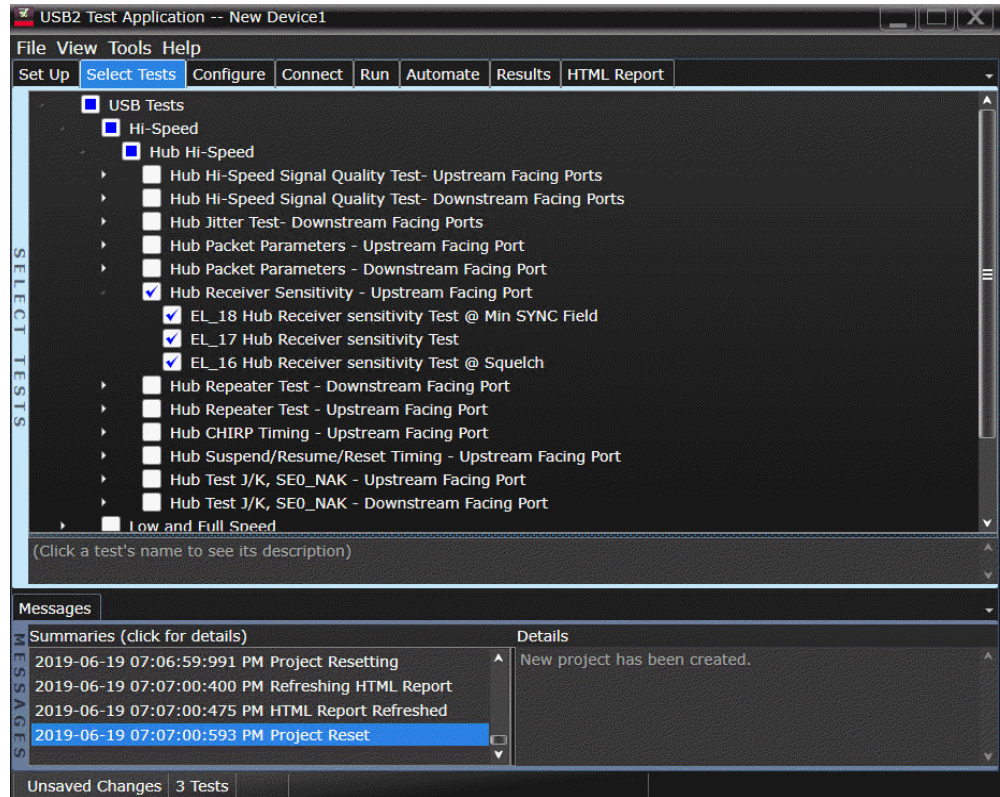 USB2 Test Application -- New Device1
File View Tools Help
Set Up Select Tests Configure Connect Run Automate Results HTML Report
SELECT TESTS
USB Tests
Hi-Speed
Hub Hi-Speed
Hub Hi-Speed Signal Quality Test- Upstream Facing Ports
Hub Hi-Speed Signal Quality Test- Downstream Facing Ports
Hub Jitter Test- Downstream Facing Ports
Hub Packet Parameters - Upstream Facing Port
Hub Packet Parameters - Downstream Facing Port
Hub Receiver Sensitivity - Upstream Facing Port
EL_18 Hub Receiver sensitivity Test @ Min SYNC Field
EL_17 Hub Receiver sensitivity Test
EL_16 Hub Receiver sensitivity Test @ Squelch
Hub Repeater Test - Downstream Facing Port
Hub Repeater Test - Upstream Facing Port
Hub CHIRP Timing - Upstream Facing Port
Hub Suspend/Resume/Reset Timing - Upstream Facing Port
Hub Test J/K, SE0_NAK - Upstream Facing Port
Hub Test J/K, SE0_NAK - Downstream Facing Port
Low and Full Speed
(Click a test's name to see its description)
Messages
MESSAGES
Summaries (click for details) Details
2019-06-19 07:06:59:991 PM Project Resetting New project has been created.
2019-06-19 07:07:00:400 PM Refreshing HTML Report
2019-06-19 07:07:00:475 PM HTML Report Refreshed
2019-06-19 07:07:00:593 PM Project Reset
Unsaved Changes 3 Tests